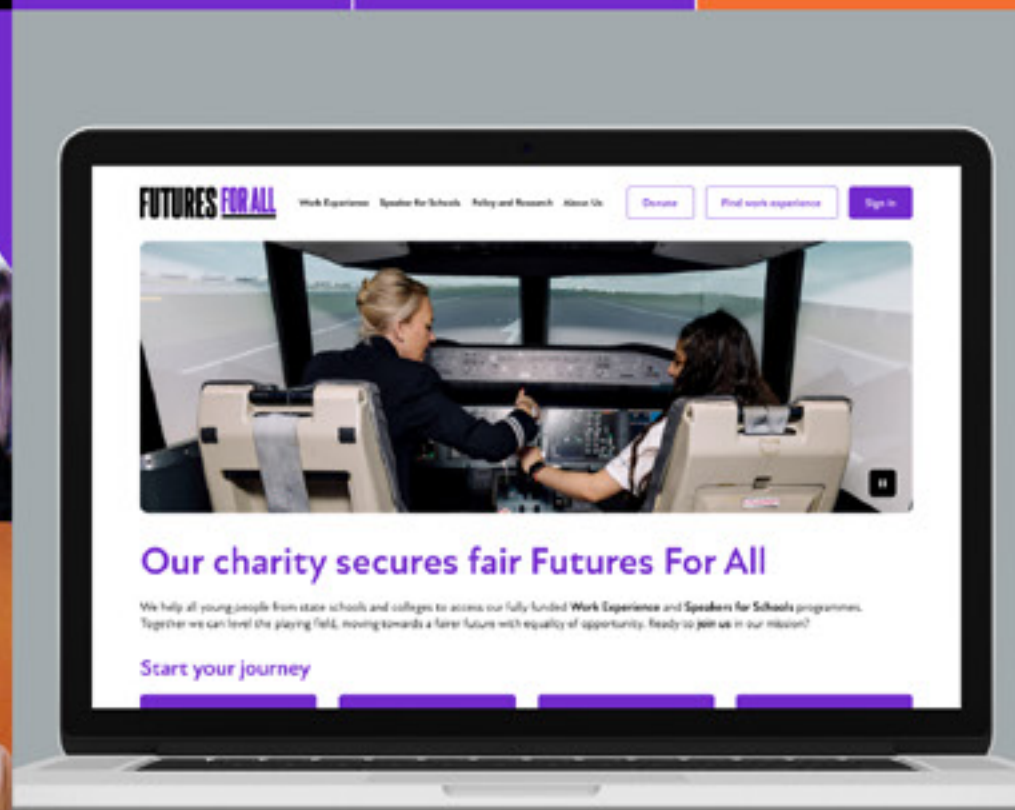 FUTURES FOR ALL
Work Experience Speaker for Schools Policy and Research About Us Donate Find work experience Sign in
Our charity secures fair Futures For All
We help all young people from state schools and colleges to access our fully funded Work Experience and Speakers for Schools programmes.
Together we can level the playing field, moving towards a fairer future with equality of opportunity. Ready to join us in our mission?
Start your journey